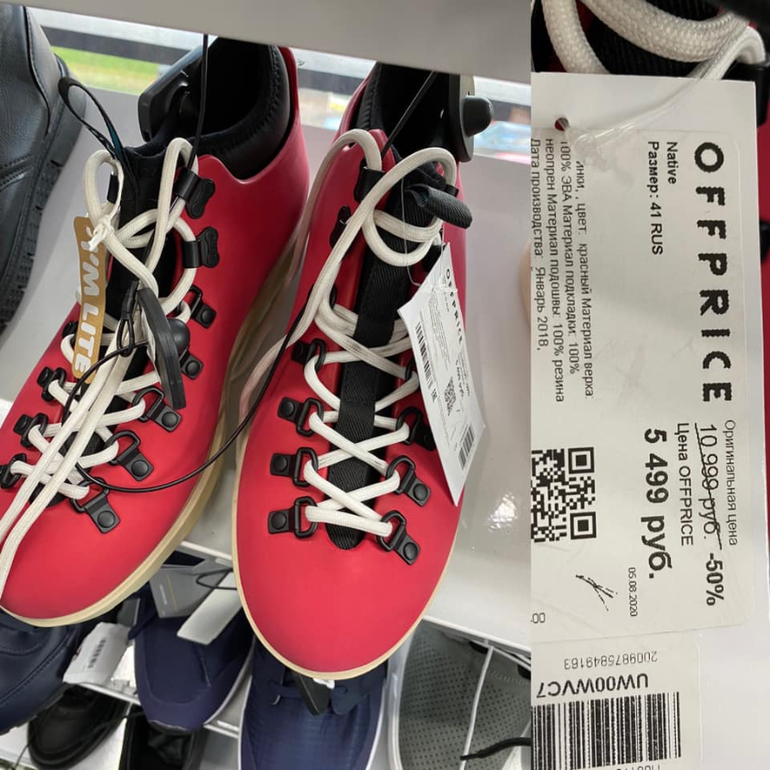 I'M LITE
OFFPRICE
OFFPRICE
Native
Размер: 41 RUS
цвет: красный Материал верха:
100% ЭВА Материал подкладки: 100%
неопрен Материал подошвы: 100% резина
Дата производства: Январь 2018,
Оригинальная цена
10 999 руб. -50%
Цена OFFPRICE
5 499 руб.
05.08.2020
2009875849163
UW00WVC7